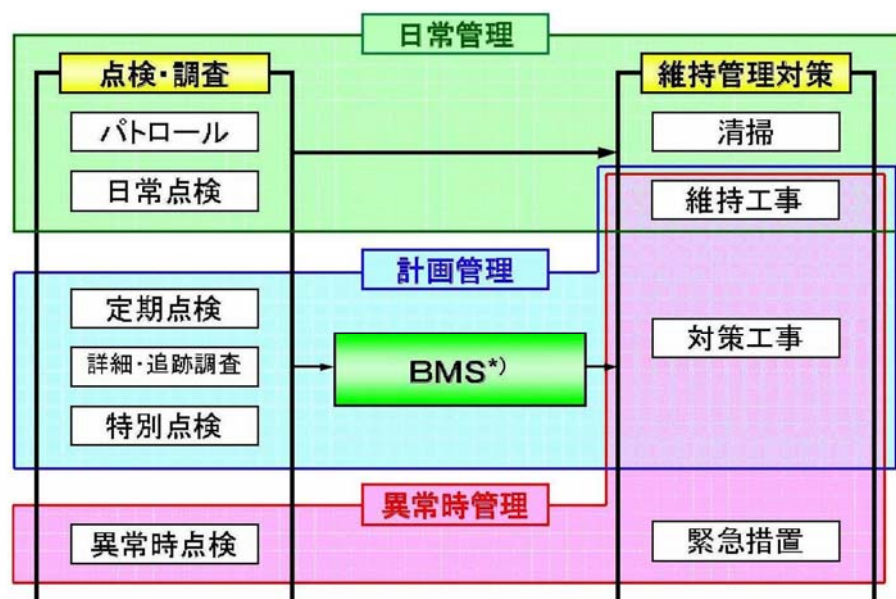 日常管理
点検・調査
維持管理対策
パトロール
清掃
日常点検
維持工事
計画管理
定期点検
対策工事
詳細・追跡調査
BMS*)
特別点検
異常時管理
異常時点検
緊急措置